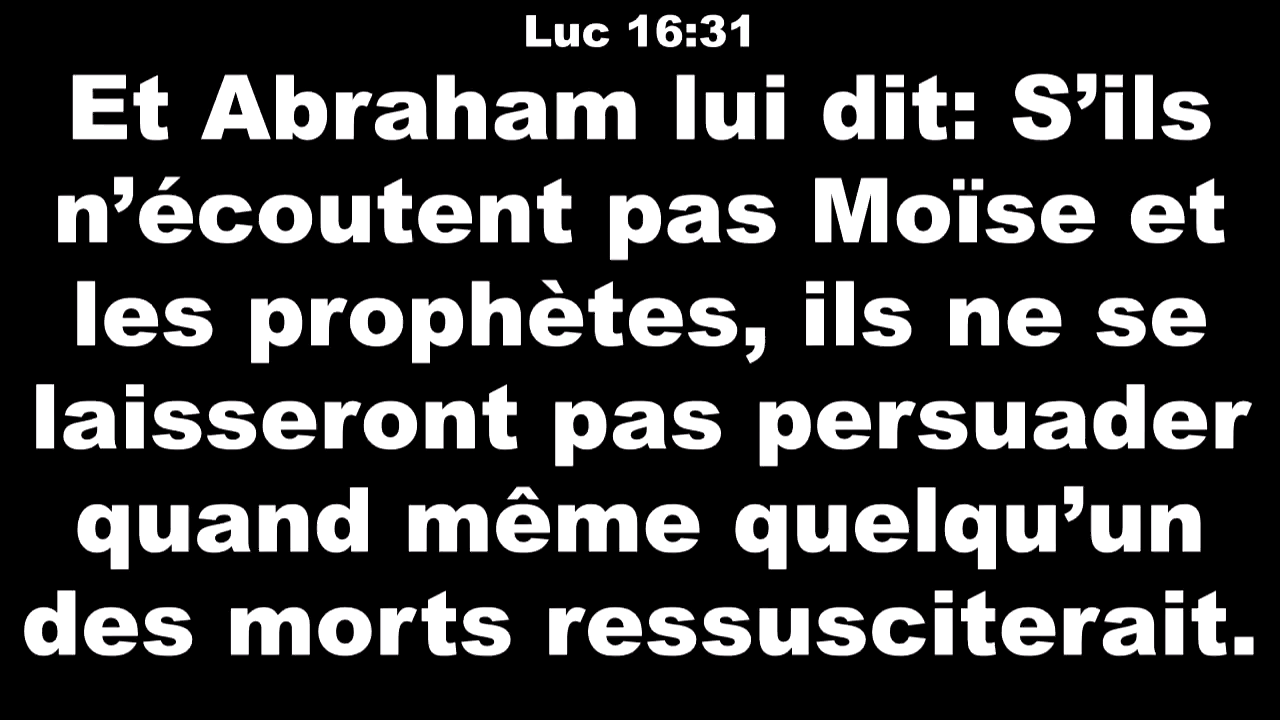 Luc 16:31
Et Abraham lui dit: S’ils
n’écoutent pas Moïse et
les prophètes, ils ne se
laisseront pas persuader
quand même quelqu’un
des morts ressusciterait.